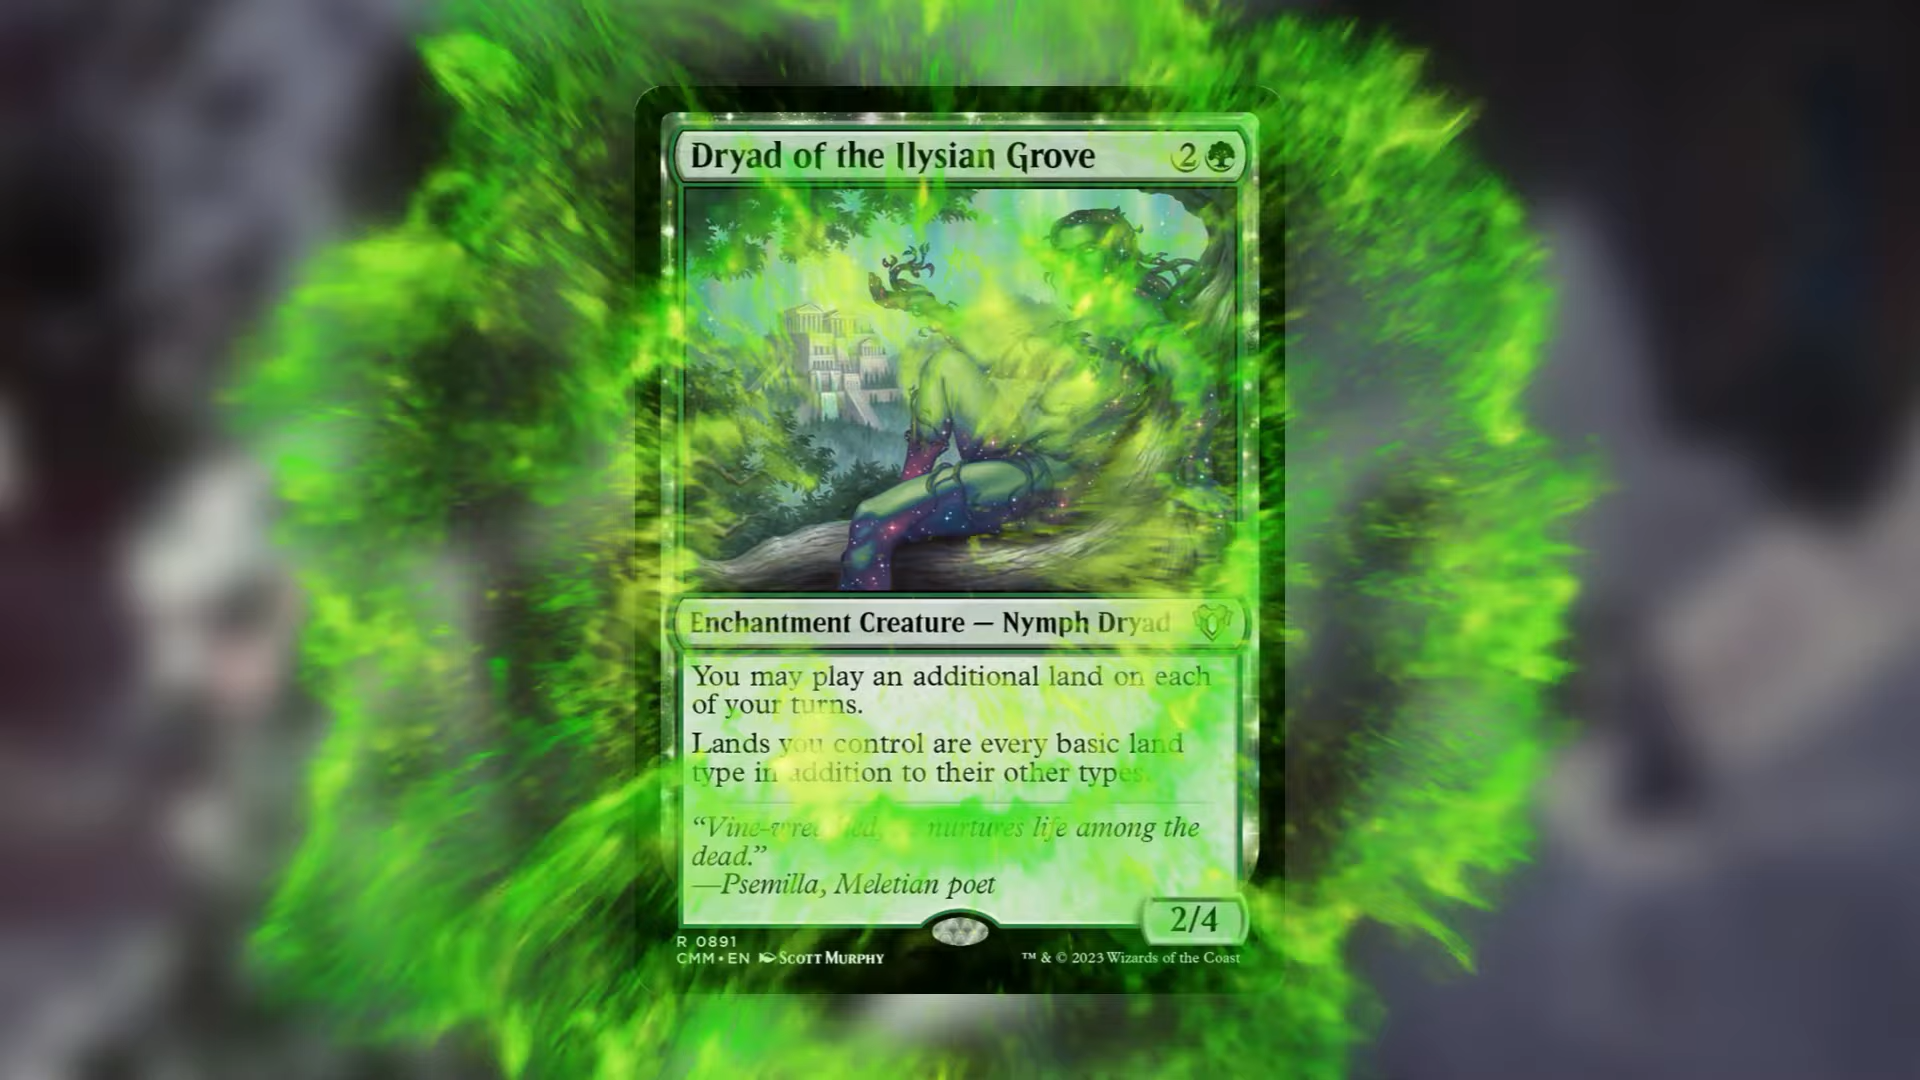 Dryad of the Ilysian Grove 2
Enchantment Creature — Nymph Dryad
You may play an additional land on each
of your turns.
Lands you control are every basic land
type in addition to their other types.
nurtures life among the
dead.”
—Psemilla, Meletian poet
2/4
R 0891
CMM • EN Scott Murphy
™ & © 2023 Wizards of the Coast